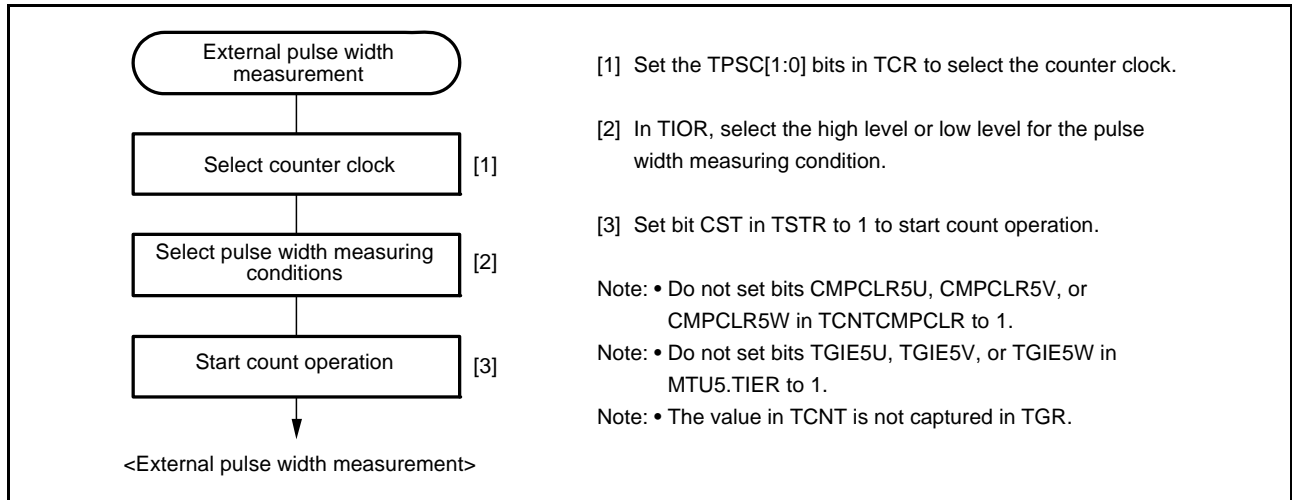 External pulse width
measurement
Select counter clock
[1]
Select pulse width measuring
conditions
[2]
Start count operation
[3]
<External pulse width measurement>
[1] Set the TPSC[1:0] bits in TCR to select the counter clock.
[2] In TIOR, select the high level or low level for the pulse
width measuring condition.
[3] Set bit CST in TSTR to 1 to start count operation.
Note: • Do not set bits CMPCLR5U, CMPCLR5V, or
CMPCLR5W in TCNTCMPCLR to 1.
Note: • Do not set bits TGIE5U, TGIE5V, or TGIE5W in
MTU5.TIER to 1.
Note: • The value in TCNT is not captured in TGR.